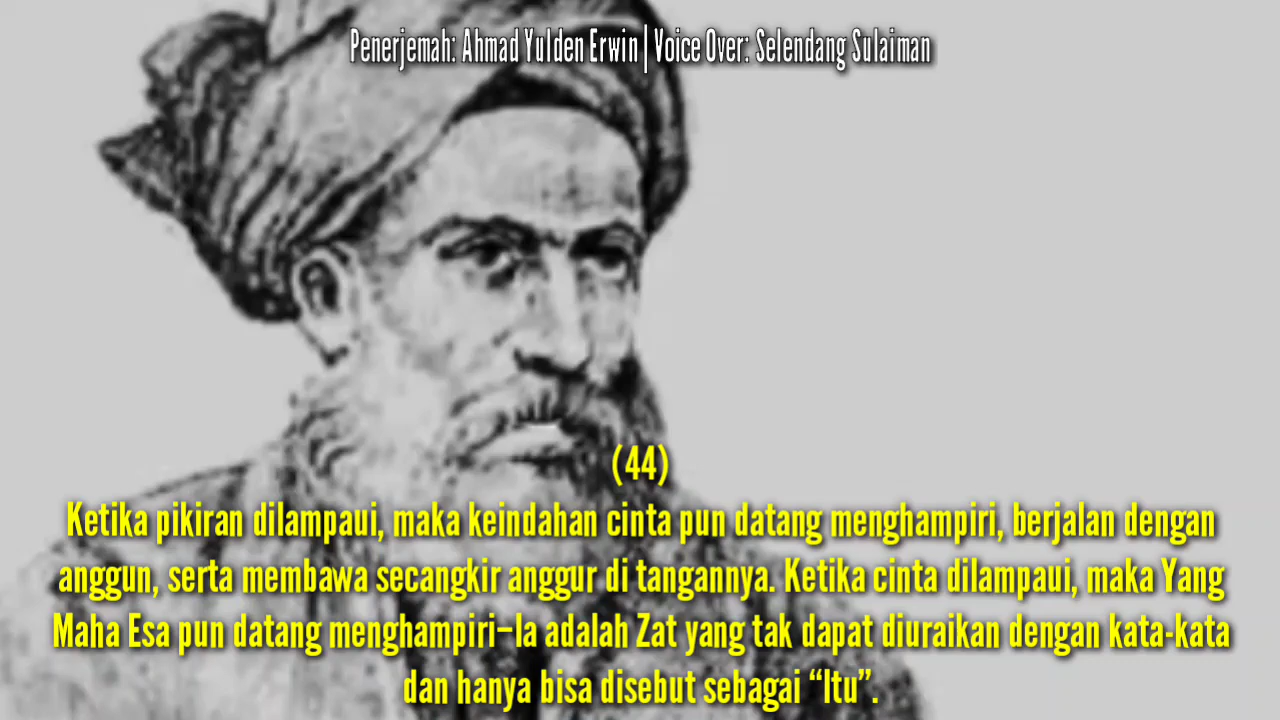 Penerjemah: Ahmad Yulden Erwin | Voice Over: Selendang Sulaiman
(44)
Ketika pikiran dilampaui, maka keindahan cinta pun datang menghampiri, berjalan dengan
anggun, serta membawa secangkir anggur di tangannya. Ketika cinta dilampaui, maka Yang
Maha Esa pun datang menghampiri–Ia adalah Zat yang tak dapat diuraikan dengan kata-kata
dan hanya bisa disebut sebagai “Itu”.